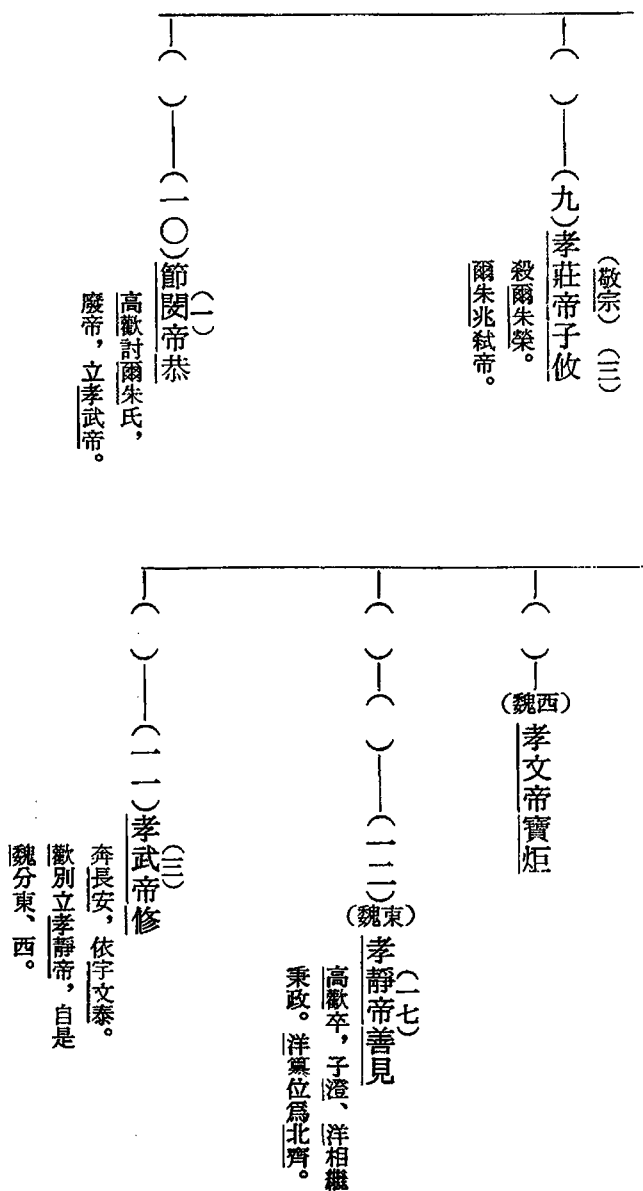 （　）
（九）孝莊帝子攸
（敬宗）（三）
殺爾朱榮。
爾朱兆弒帝。
（　）
（一〇）節閔帝恭
（一）
高歡討爾朱氏，
廢帝，立孝武帝。
（　）
（西魏）孝文帝寶炬
（　）
（　）
（一二）（東魏）孝靜帝善見
（一七）
高歡卒，子澄、洋相繼
秉政。洋篡位爲北齊。
（　）
（一一）孝武帝修
（三）
奔長安，依宇文泰。
歡別立孝靜帝，自是
魏分東、西。